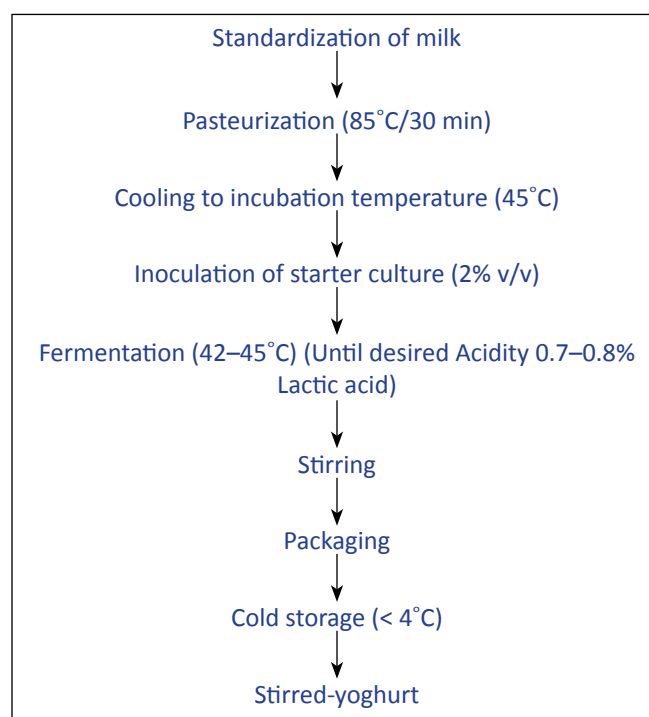 Standardization of milk
Pasteurization (85°C/30 min)
Cooling to incubation temperature (45°C)
Inoculation of starter culture (2% v/v)
Fermentation (42–45°C) (Until desired Acidity 0.7–0.8%
Lactic acid)
Stirring
Packaging
Cold storage (< 4°C)
Stirred-yoghurt